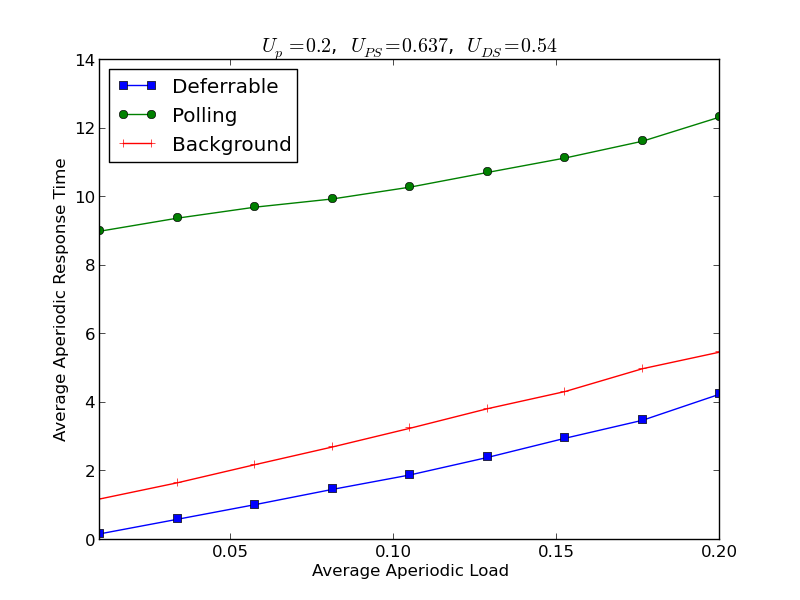 U_p=0.2, U_PS=0.637, U_DS=0.54
14
12
10
8
6
4
2
0
Average Aperiodic Response Time
Deferrable
Polling
Background
0.05 0.10 0.15 0.20
Average Aperiodic Load